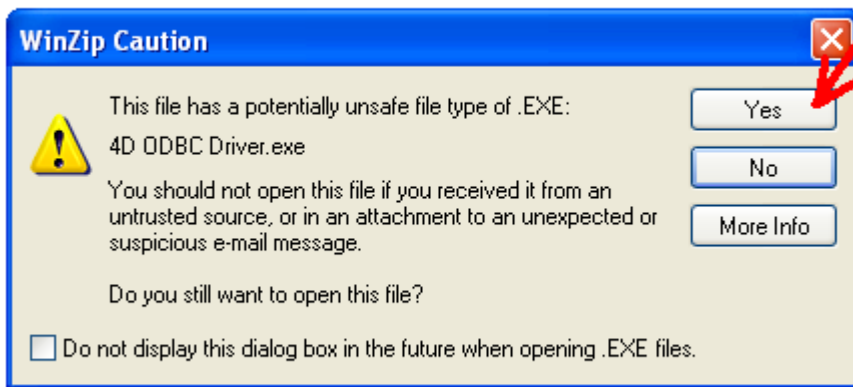 WinZip Caution
This file has a potentially unsafe file type of .EXE:
4D ODBC Driver.exe
You should not open this file if you received it from an
untrusted source, or in an attachment to an unexpected or
suspicious e-mail message.
Do you still want to open this file?
Yes
No
More Info
Do not display this dialog box in the future when opening .EXE files.